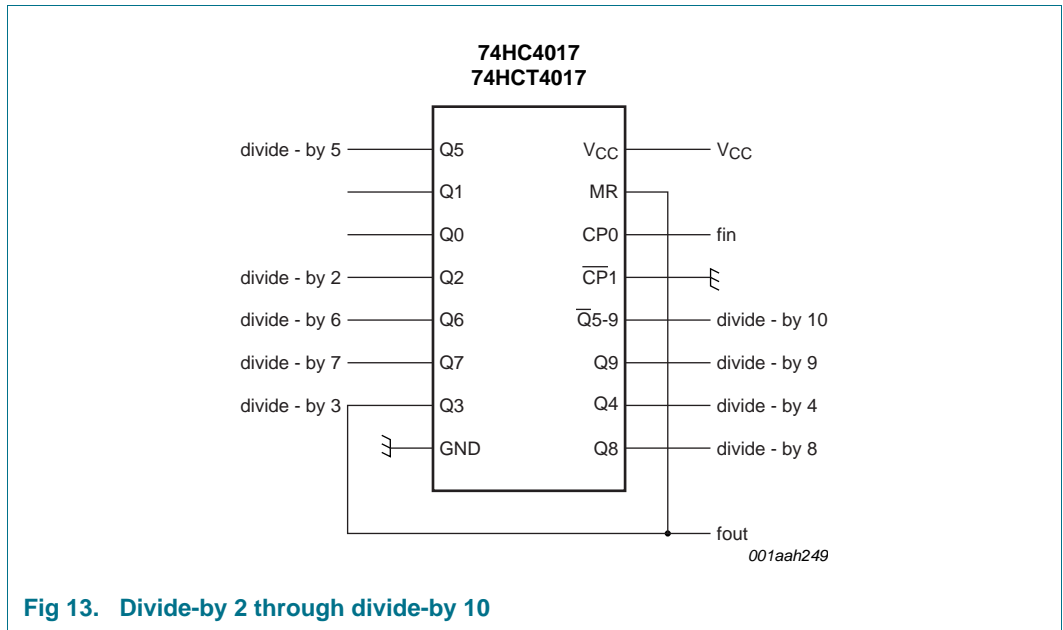 74HC4017
74HCT4017
divide - by 5
Q5
VCC
VCC
Q1
MR
Q0
CP0
fin
divide - by 2
Q2
C̅P̅1
divide - by 6
Q6
Q̅5-9
divide - by 10
divide - by 7
Q7
Q9
divide - by 9
divide - by 3
Q3
Q4
divide - by 4
GND
Q8
divide - by 8
fout
001aah249
Fig 13. Divide-by 2 through divide-by 10